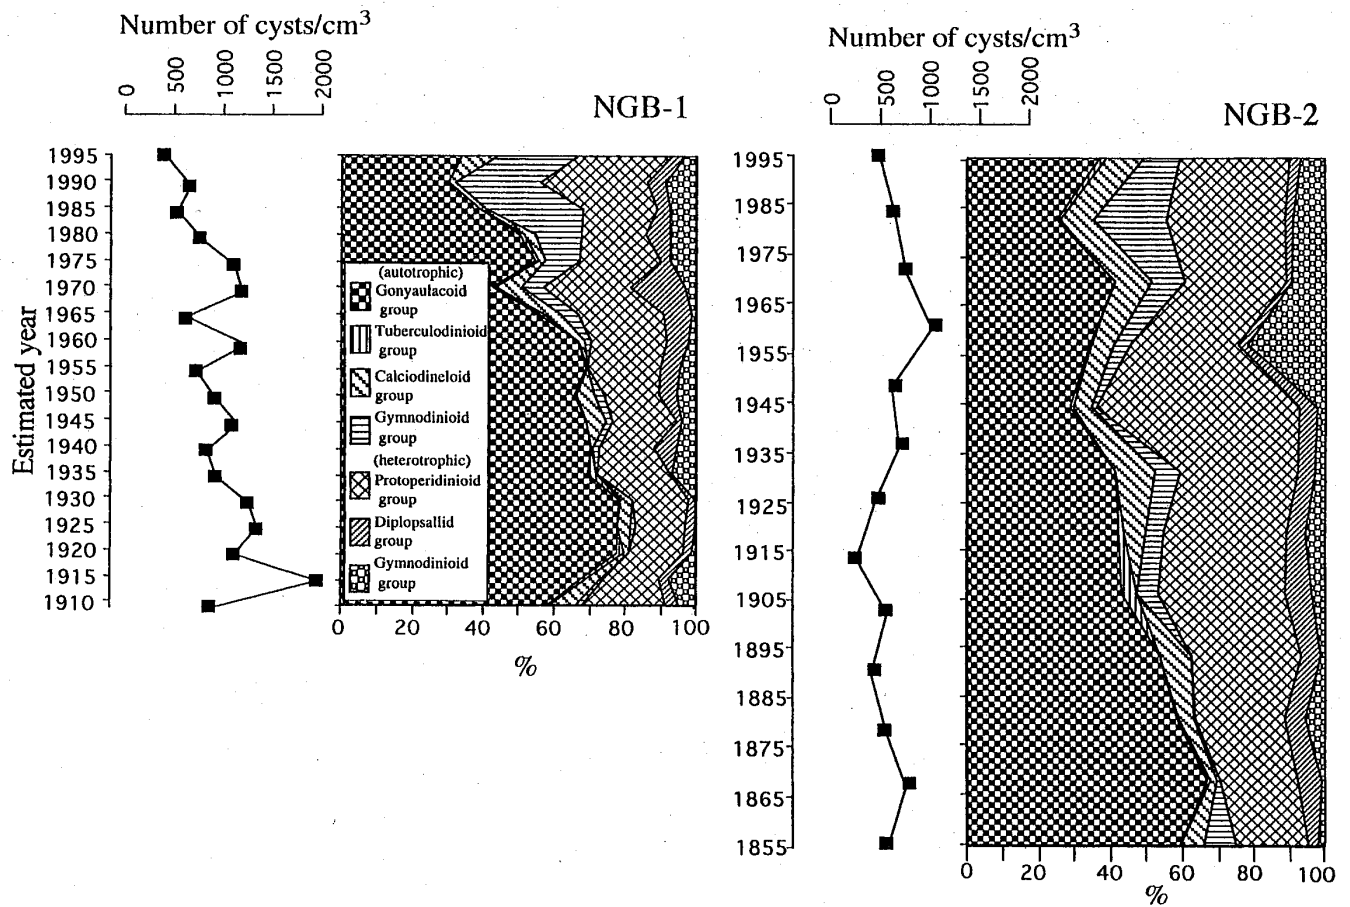 Number of cysts/cm3
0 500 1000 1500 2000
NGB-1
Estimated year
1995
1990
1985
1980
1975
1970
1965
1960
1955
1950
1945
1940
1935
1930
1925
1920
1915
1910
(autotrophic)
Gonyaulacoid
group
Tuberculodinioid
group
Calciodineloid
group
Gymnodinioid
group
(heterotrophic)
Protoperidinioid
group
Diplopsallid
group
Gymnodinioid
group
0 20 40 60 80 100
%
Number of cysts/cm3
0 500 1000 1500 2000
NGB-2
1995
1985
1975
1965
1955
1945
1935
1925
1915
1905
1895
1885
1875
1865
1855
0 20 40 60 80 100
%